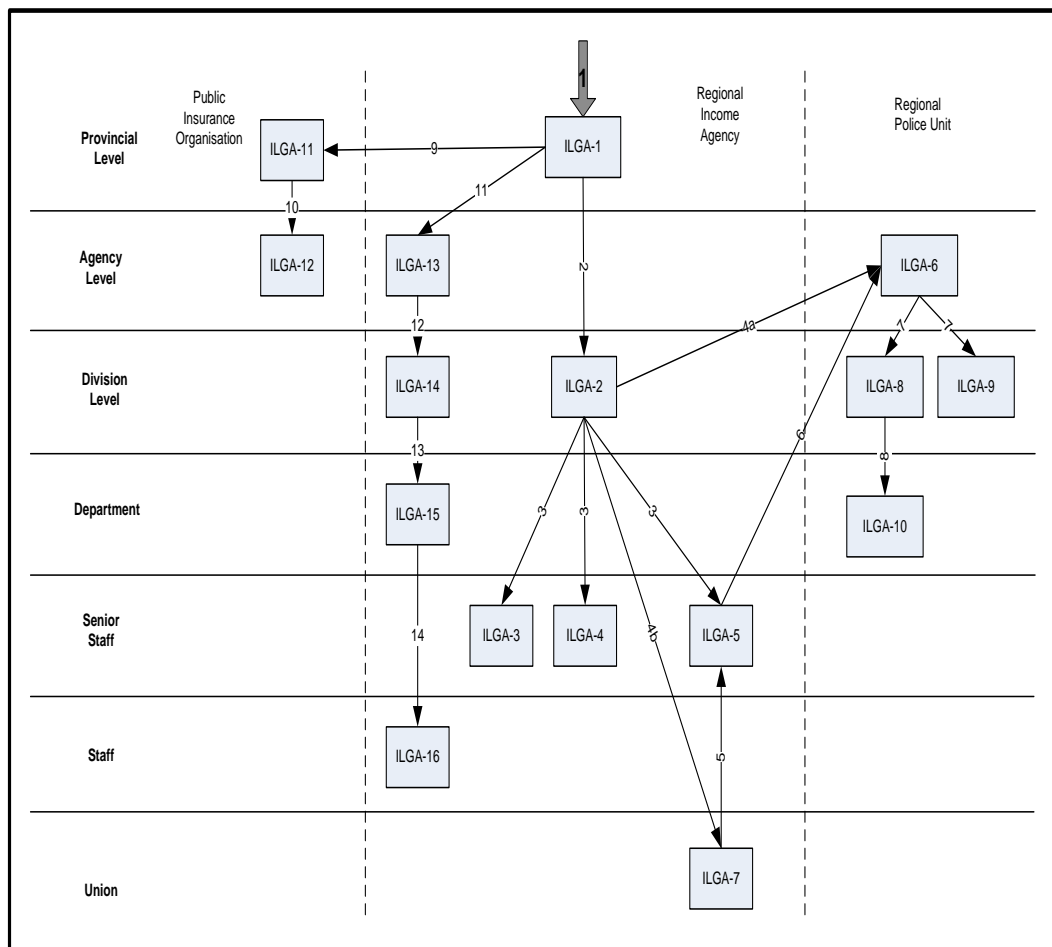 1
Public
Insurance
Organisation
Regional
Income
Agency
Regional
Police Unit
Provincial
Level
ILGA-11
9
ILGA-1
11
10
Agency
Level
ILGA-12
ILGA-13
2
ILGA-6
12
4a
7
7
Division
Level
ILGA-14
ILGA-2
ILGA-8
ILGA-9
13
6
8
Department
ILGA-15
3
3
3
ILGA-10
Senior
Staff
14
ILGA-3
ILGA-4
4b
ILGA-5
Staff
ILGA-16
5
Union
ILGA-7